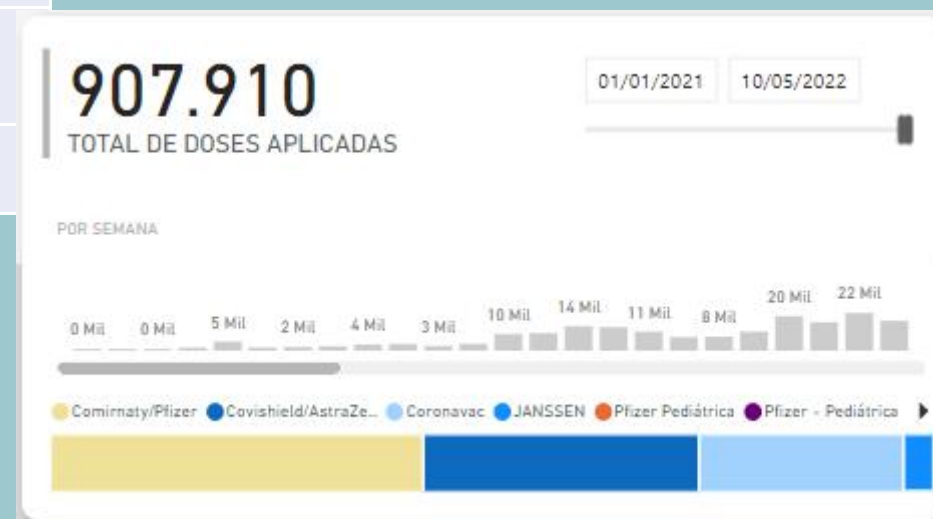 907.910
TOTAL DE DOSES APLICADAS
01/01/2021 10/05/2022
POR SEMANA
0 Mil 0 Mil 5 Mil 2 Mil 4 Mil 3 Mil 10 Mil 14 Mil 11 Mil 8 Mil 20 Mil 22 Mil
Comirnaty/Pfizer Covishield/AstraZe... Coronavac JANSSEN Pfizer Pediátrica Pfizer - Pediátrica